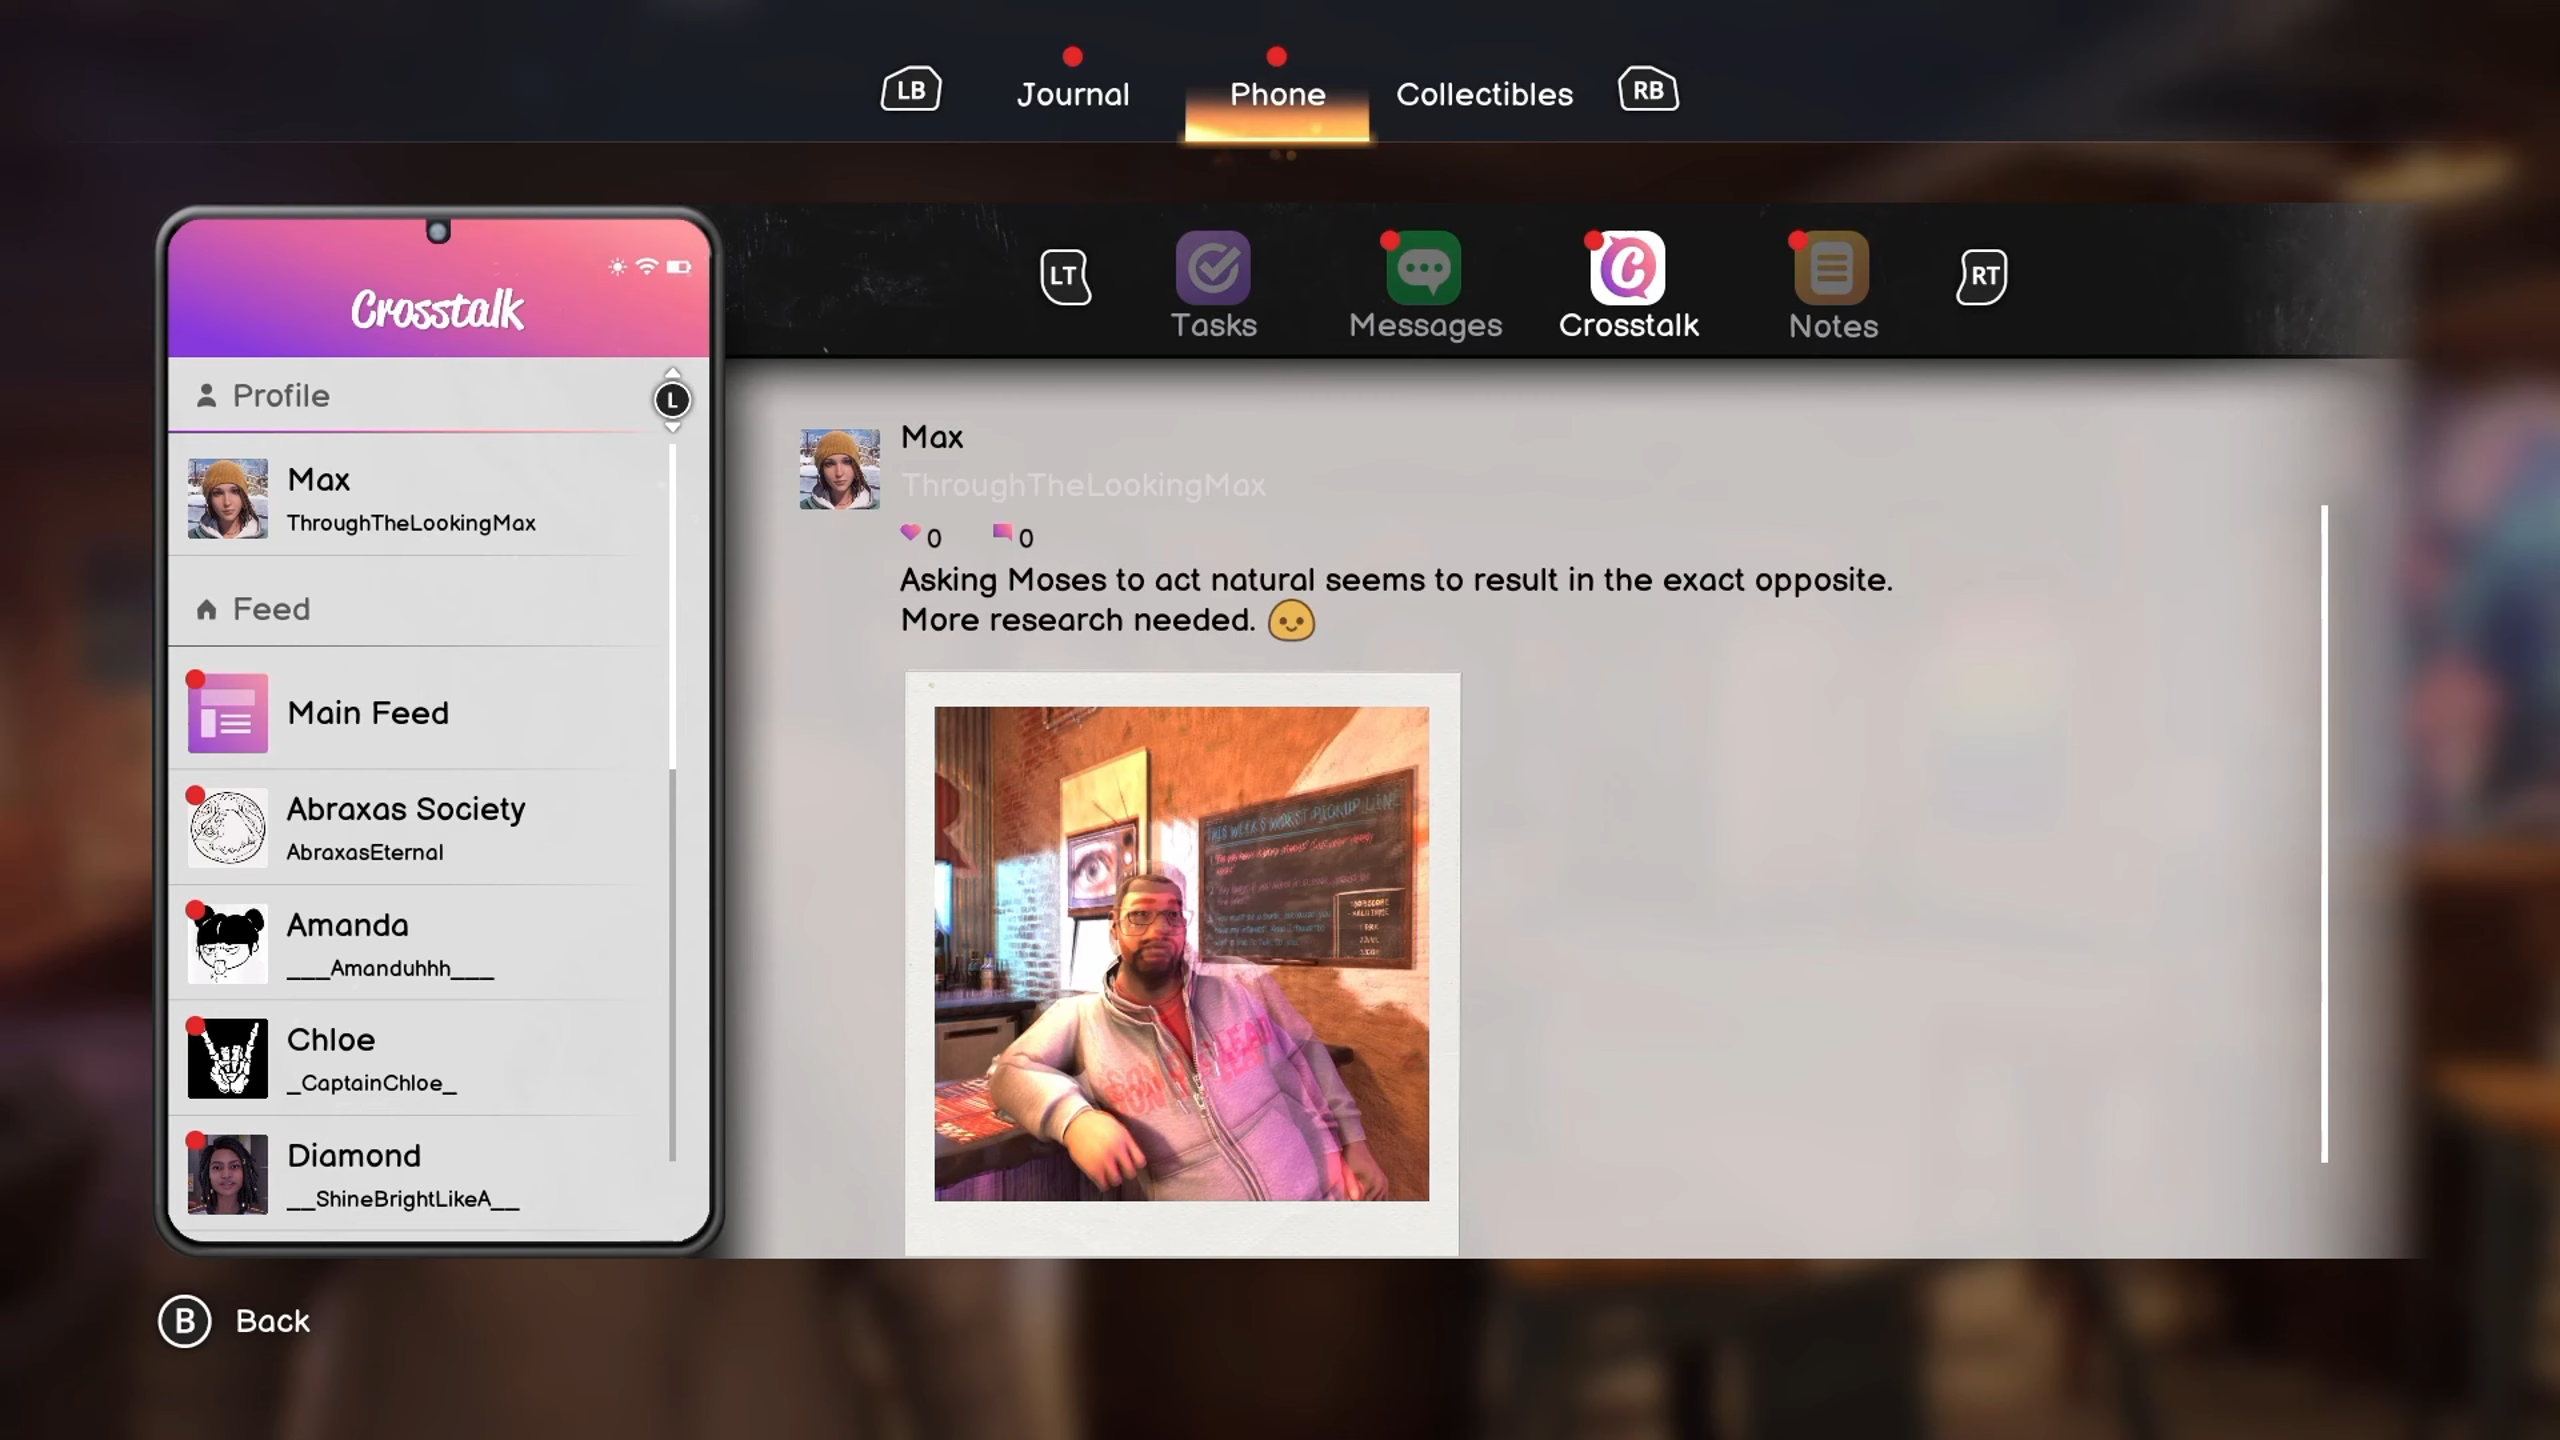 LB
Journal
Phone
Collectibles
RB
Crosstalk
LT
Tasks
Messages
Crosstalk
Notes
RT
Profile
L
Max
ThroughTheLookingMax
Feed
Main Feed
Abraxas Society
AbraxasEternal
Amanda
___Amanduhhh___
Chloe
_CaptainChloe_
Diamond
__ShineBrightLikeA__
Max
ThroughTheLookingMax
0
0
Asking Moses to act natural seems to result in the exact opposite.
More research needed.
THIS WEEK'S WORST PICKUP LINE
B
Back